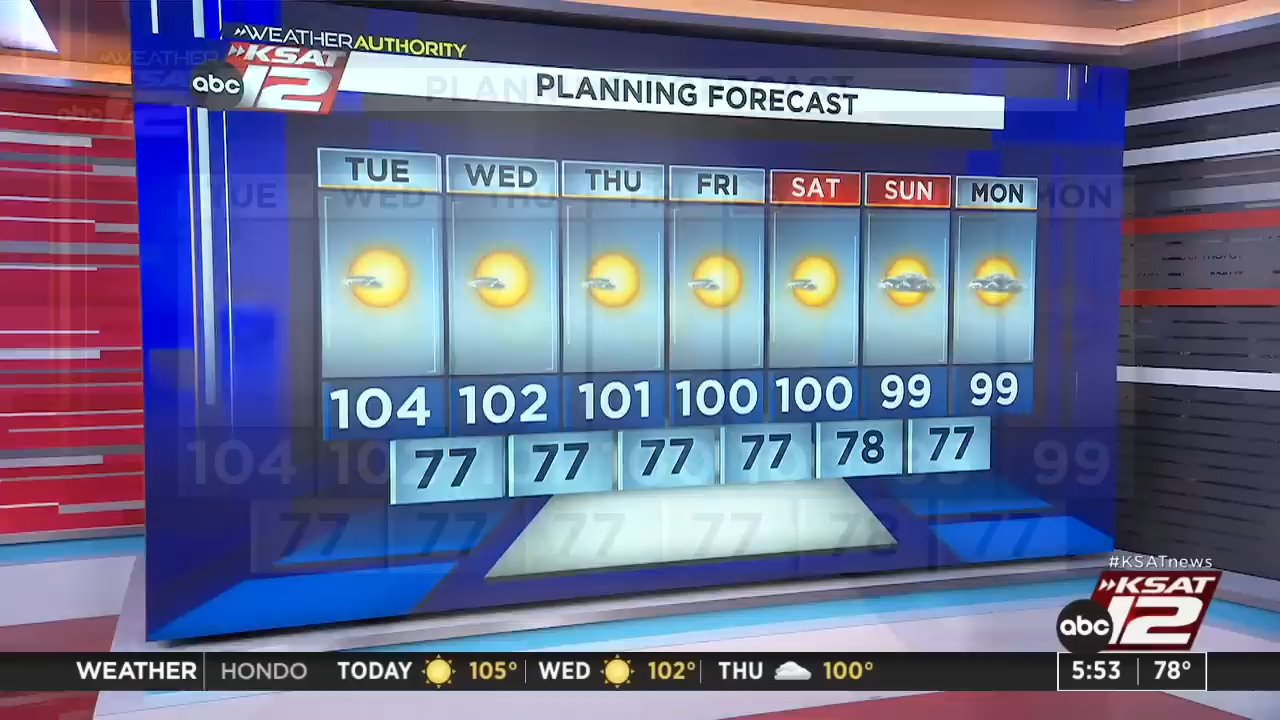 »WEATHERAUTHORITY
»KSAT
abc 12
PLANNING FORECAST
TUE WED THU FRI SAT SUN MON
104 102 101 100 100 99 99
77 77 77 77 78 77
#KSATnews
»KSAT
abc 12
WEATHER HONDO TODAY 105° WED 102° THU 100° 5:53 78°